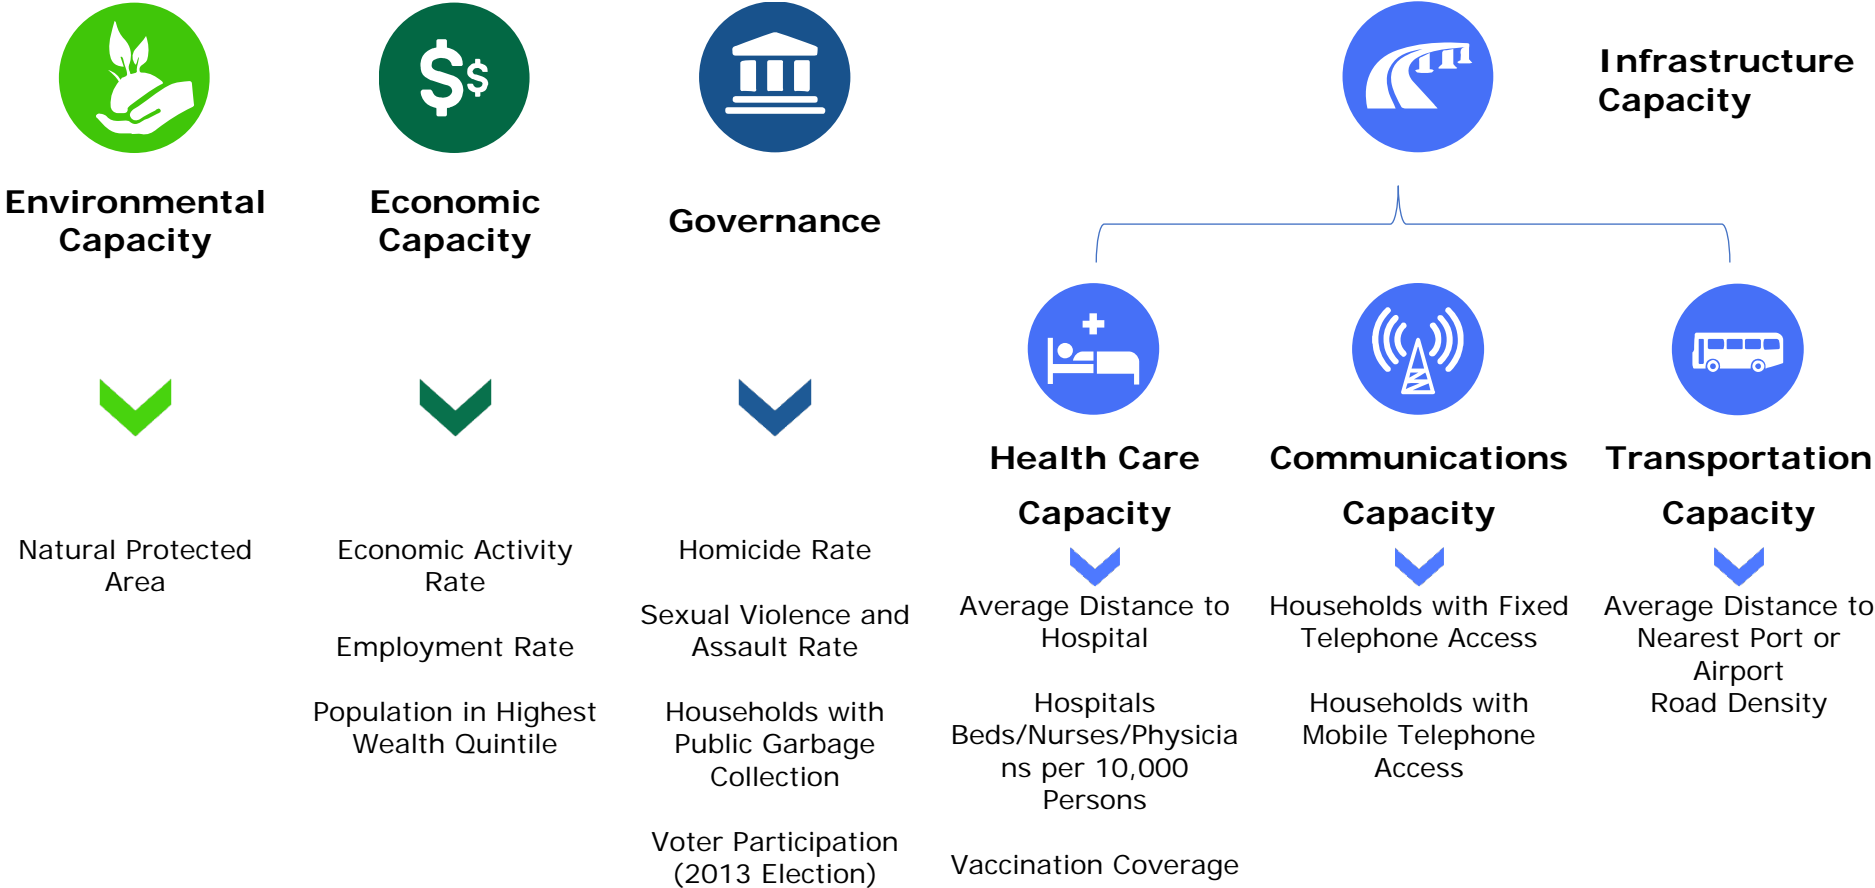 Environmental
Capacity
Natural Protected
Area
Economic
Capacity
Economic Activity
Rate
Employment Rate
Population in Highest
Wealth Quintile
Governance
Homicide Rate
Sexual Violence and
Assault Rate
Households with
Public Garbage
Collection
Voter Participation
(2013 Election)
Infrastructure
Capacity
Health Care
Capacity
Average Distance to
Hospital
Hospitals
Beds/Nurses/Physicia
ns per 10,000
Persons
Vaccination Coverage
Communications
Capacity
Households with Fixed
Telephone Access
Households with
Mobile Telephone
Access
Transportation
Capacity
Average Distance to
Nearest Port or
Airport
Road Density